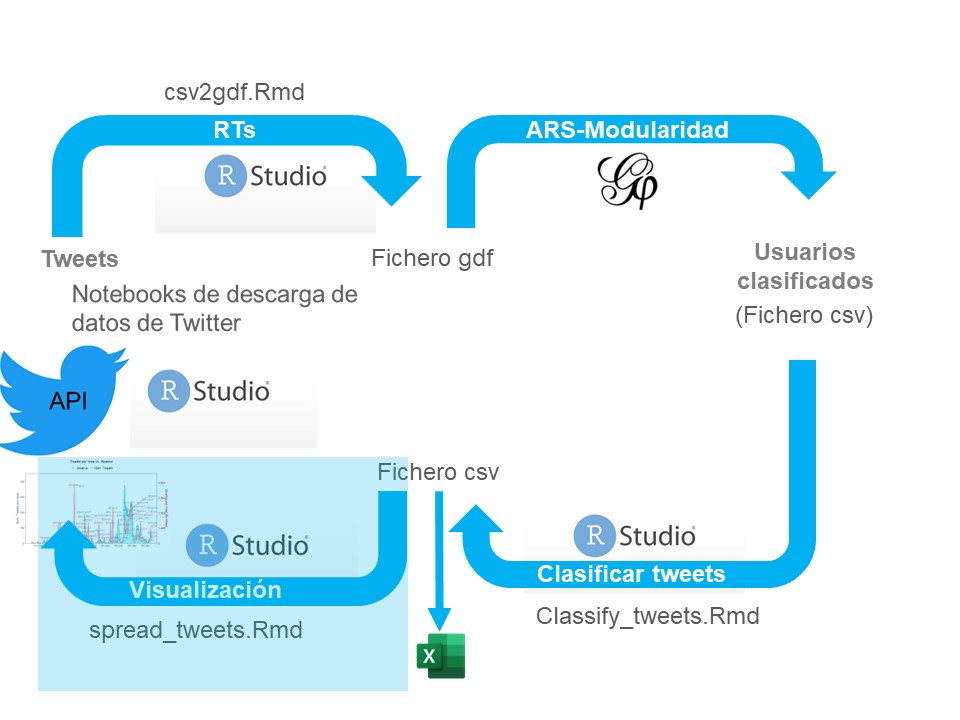 csv2gdf.Rmd
RTs
ARS-Modularidad
R Studio
Tweets
Fichero gdf
Usuarios
clasificados
(Fichero csv)
Notebooks de descarga de
datos de Twitter
API
R Studio
Fichero csv
R Studio
R Studio
Visualización
Clasificar tweets
spread_tweets.Rmd
Classify_tweets.Rmd
X